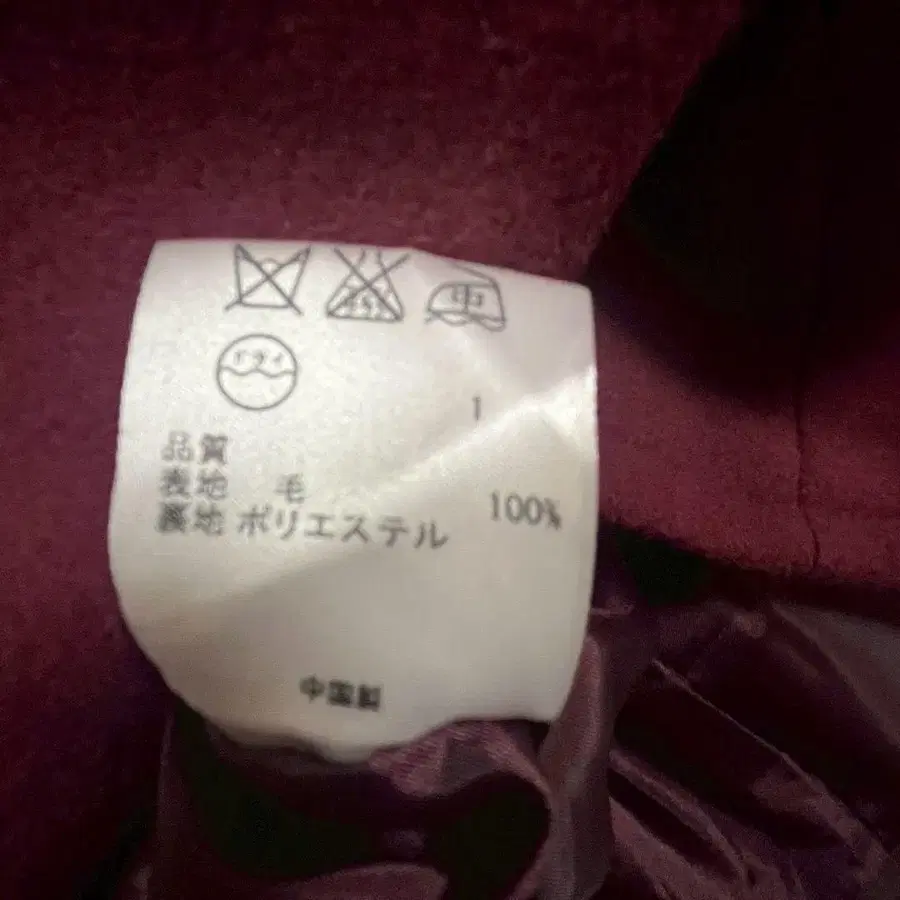 中
ドライ
1
品質
表地 毛
裏地 ポリエステル 100%
中国製